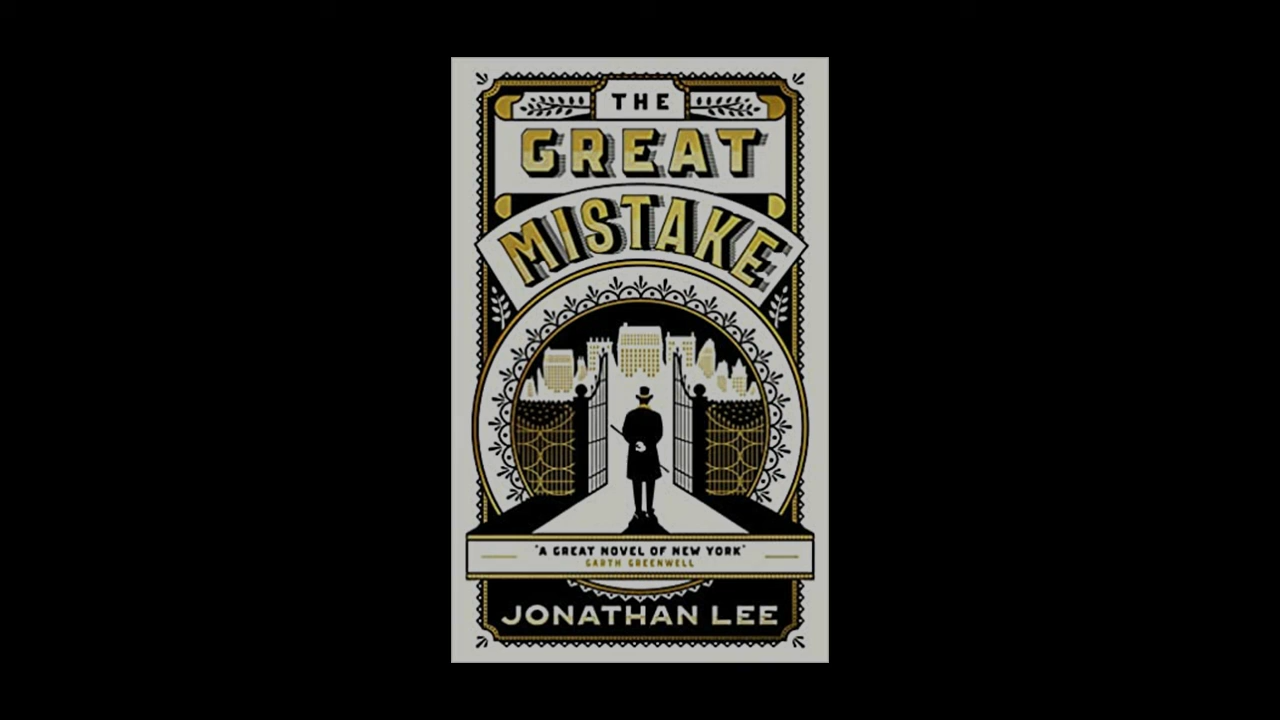 THE
GREAT
MISTAKE
"A GREAT NOVEL OF NEW YORK"
GARTH GREENWELL
JONATHAN LEE